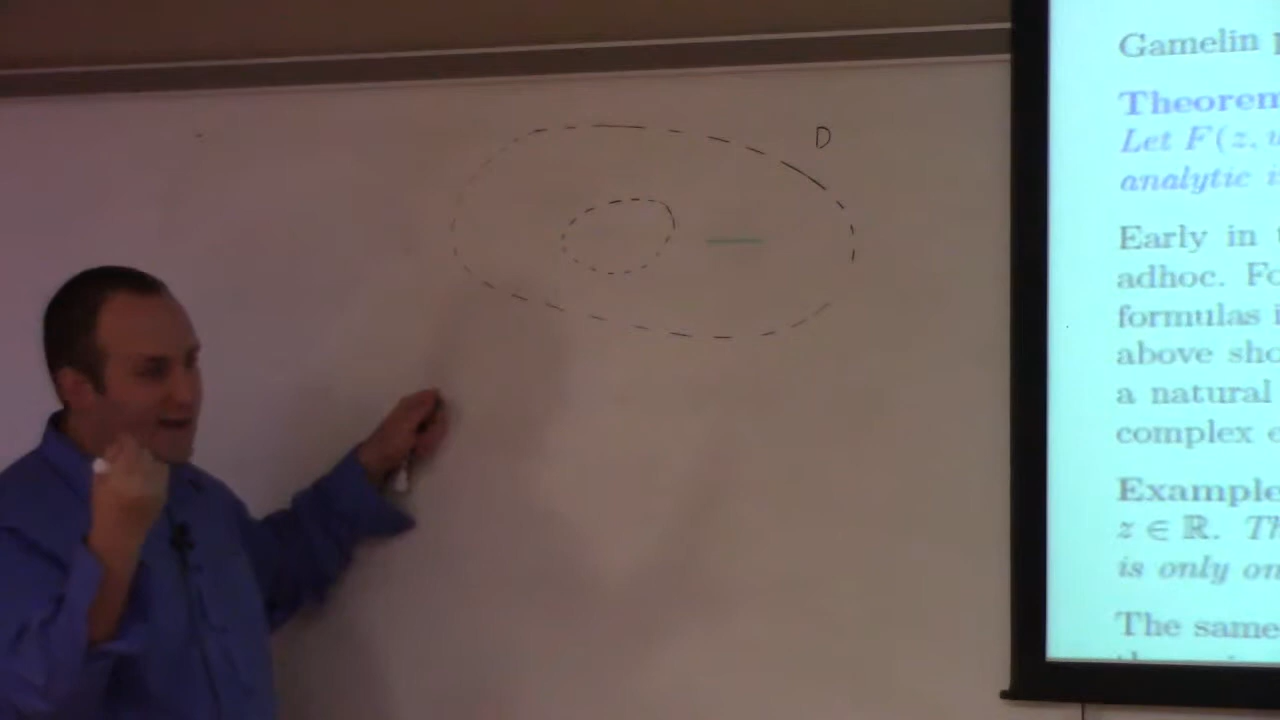 D
Gamelin
Theorem
Let F(z,
analytic
Early in
adhoc. Fo
formulas i
above sho
a natural
complex e
Example
z ∈ ℝ. Th
is only on
The same